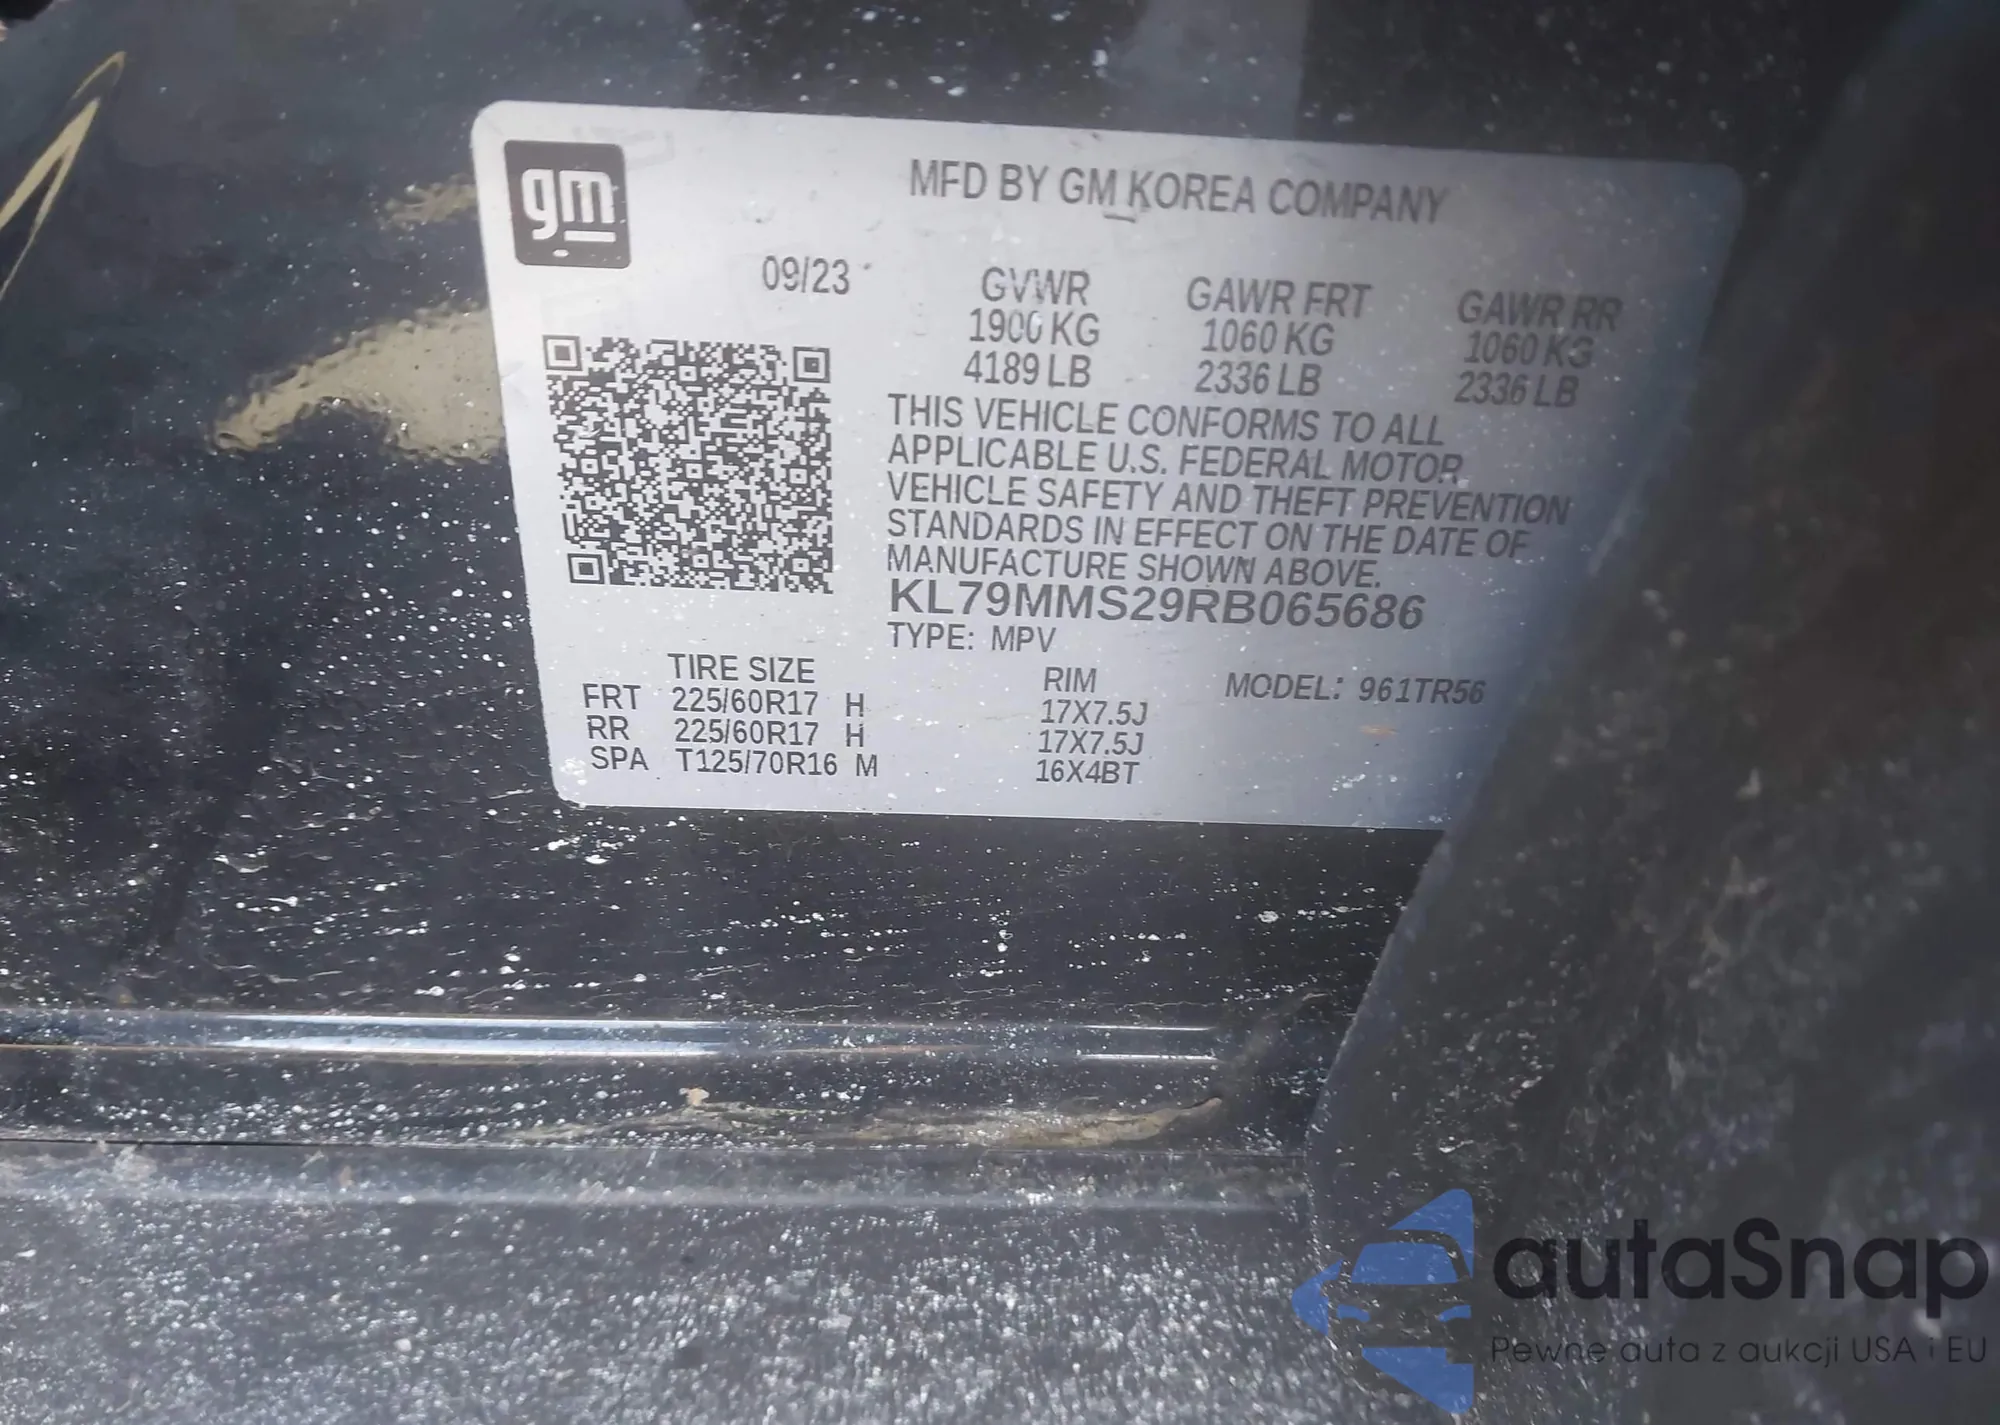 gm
MFD BY GM KOREA COMPANY
09/23
GVWR GAWR FRT GAWR RR
1900 KG 1060 KG 1060 KG
4189 LB 2336 LB 2336 LB
THIS VEHICLE CONFORMS TO ALL
APPLICABLE U.S. FEDERAL MOTOR
VEHICLE SAFETY AND THEFT PREVENTION
STANDARDS IN EFFECT ON THE DATE OF
MANUFACTURE SHOWN ABOVE.
KL79MMS29RB065686
TYPE: MPV
TIRE SIZE RIM MODEL: 961TR56
FRT 225/60R17 H 17X7.5J
RR 225/60R17 H 17X7.5J
SPA T125/70R16 M 16X4BT
autaSnap
Pewne auta z aukcji USA i EU